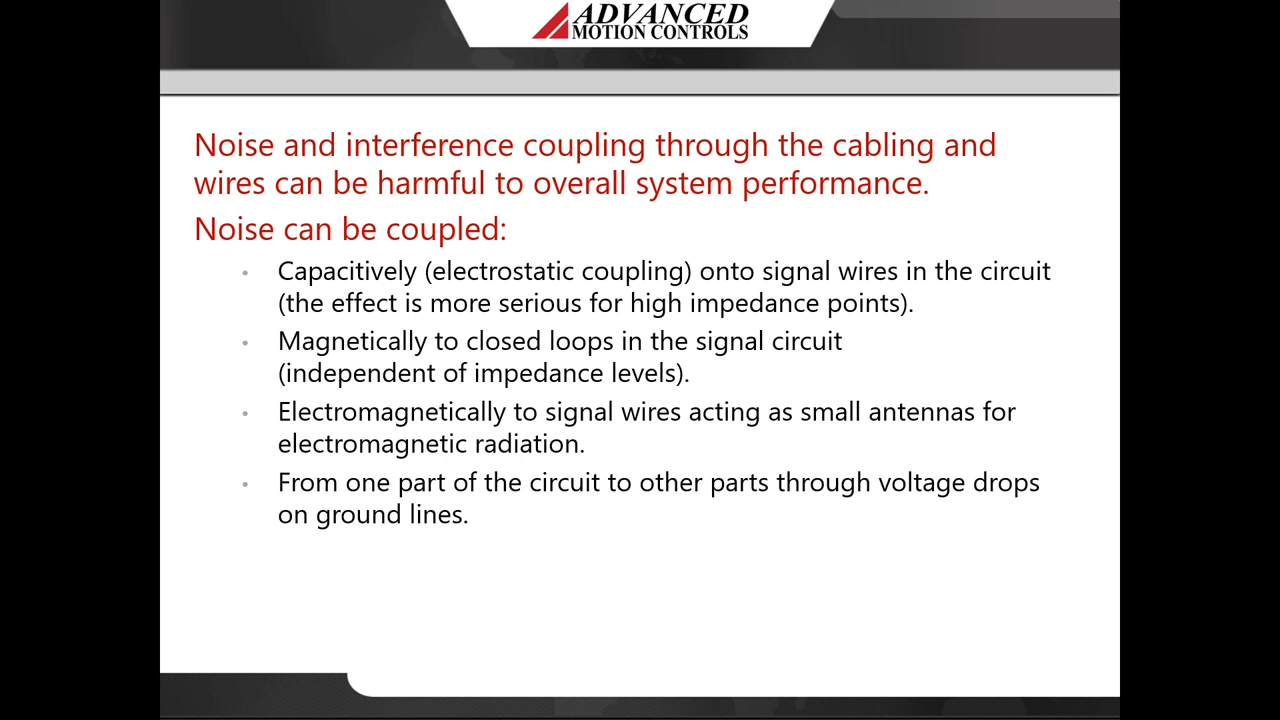 ADVANCED
MOTION CONTROLS
Noise and interference coupling through the cabling and
wires can be harmful to overall system performance.
Noise can be coupled:
• Capacitively (electrostatic coupling) onto signal wires in the circuit
(the effect is more serious for high impedance points).
• Magnetically to closed loops in the signal circuit
(independent of impedance levels).
• Electromagnetically to signal wires acting as small antennas for
electromagnetic radiation.
• From one part of the circuit to other parts through voltage drops
on ground lines.